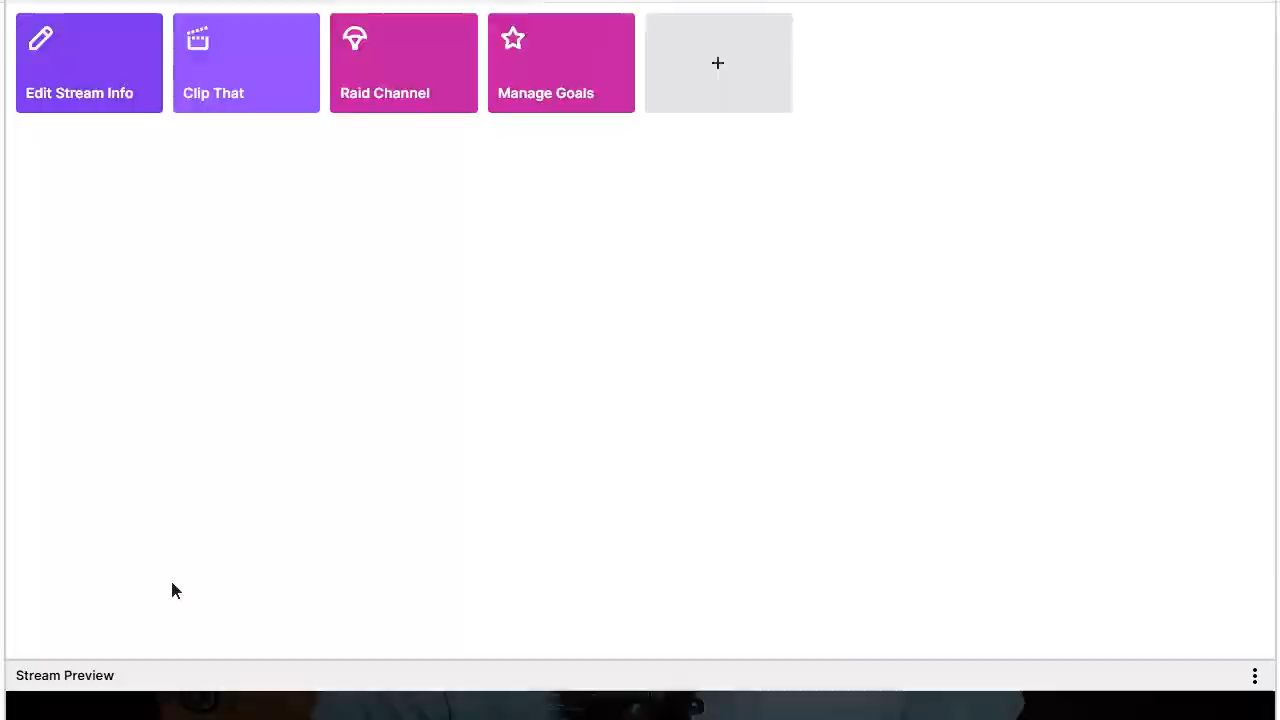 Edit Stream Info
Clip That
Raid Channel
Manage Goals
+
Stream Preview